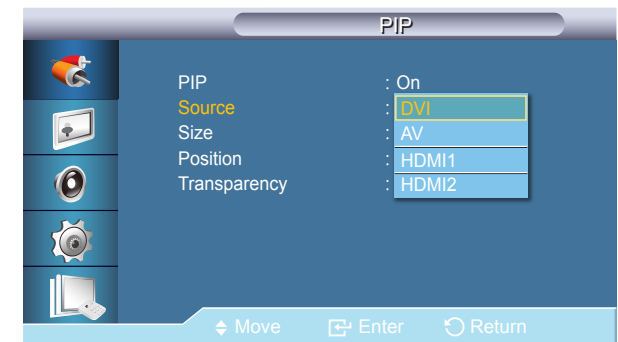 PIP
PIP : On
Source : DVI
Size : AV
Position : HDMI1
Transparency : HDMI2
Move Enter Return